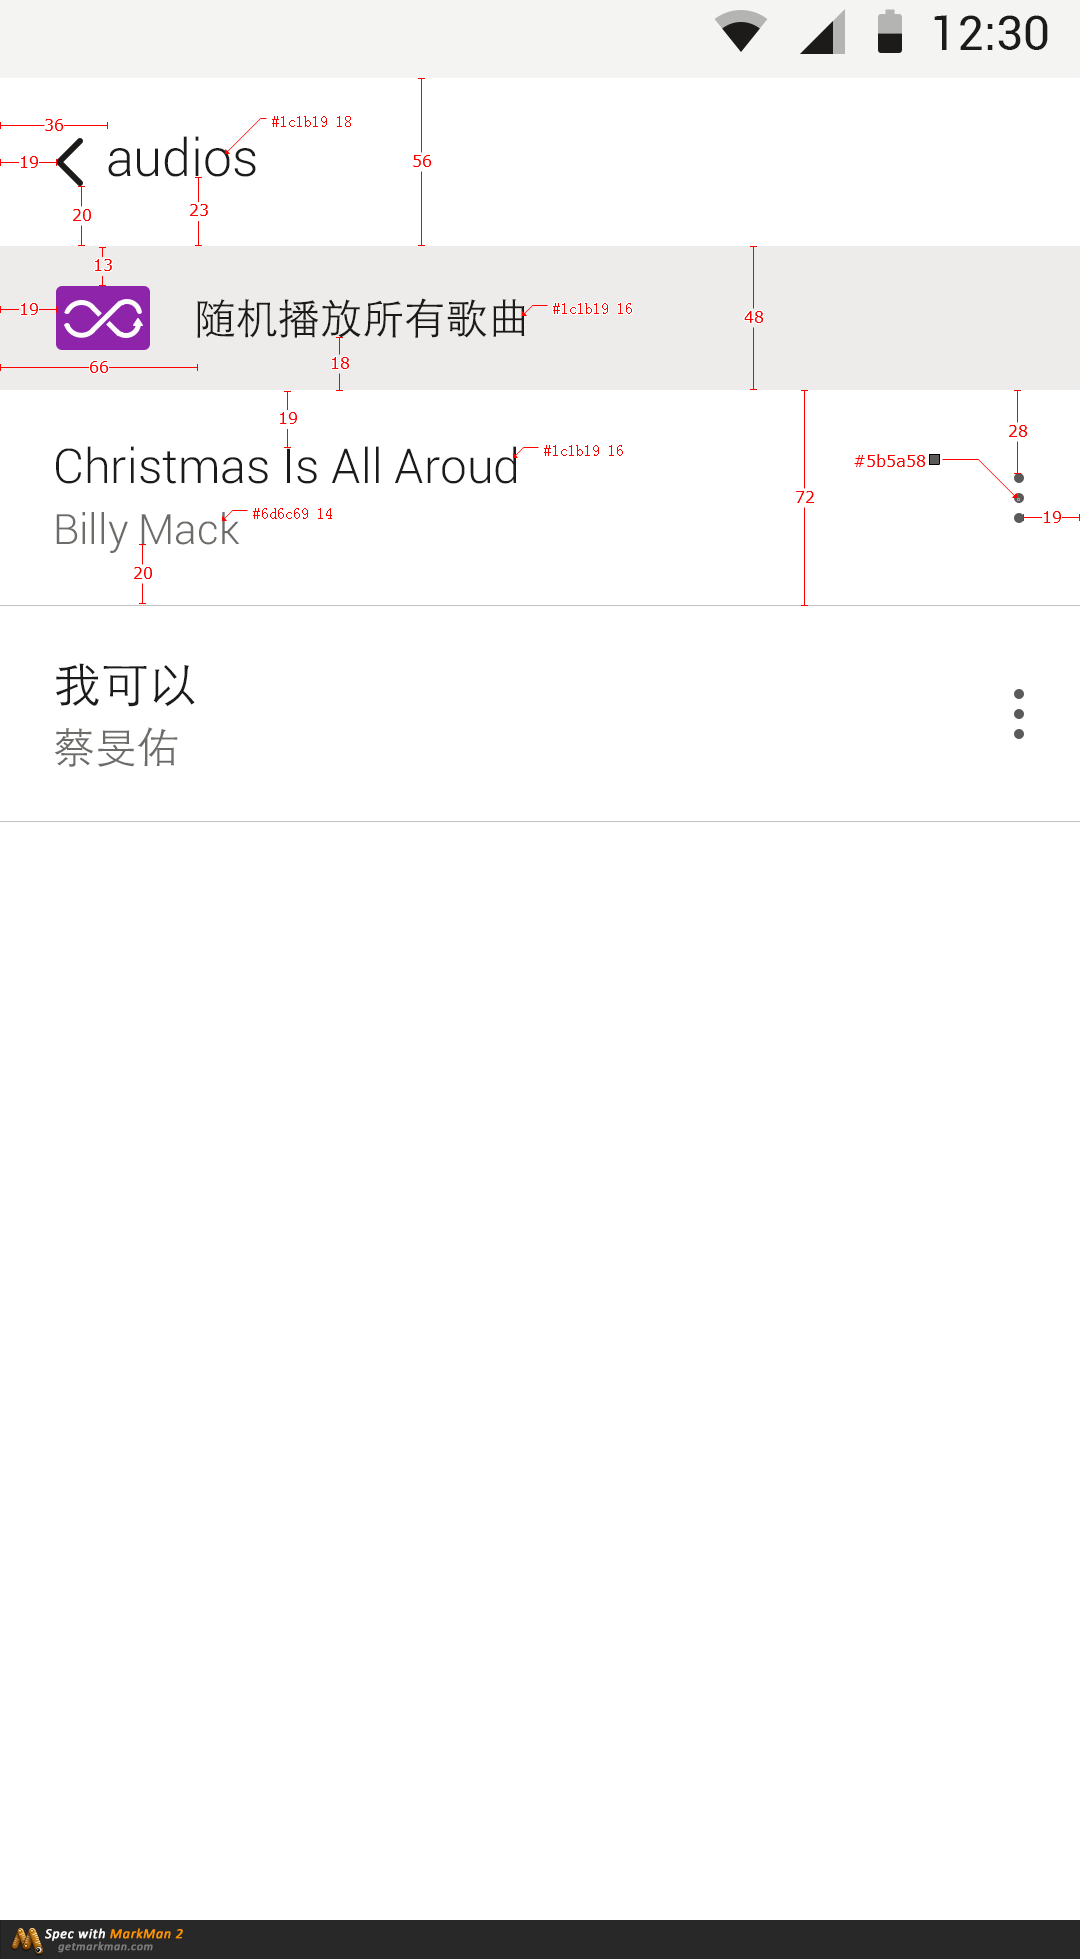 12:30
#1c1b19 18
36
audios
19
56
20
23
13
19
随机播放所有歌曲
#1c1b19 16
48
18
66
19
28
Christmas Is All Aroud
#1c1b19 16
#5b5a58
72
Billy Mack
#6d6c69 14
19
20
我可以
蔡旻佑
Spec with MarkMan 2
getmarkman.com